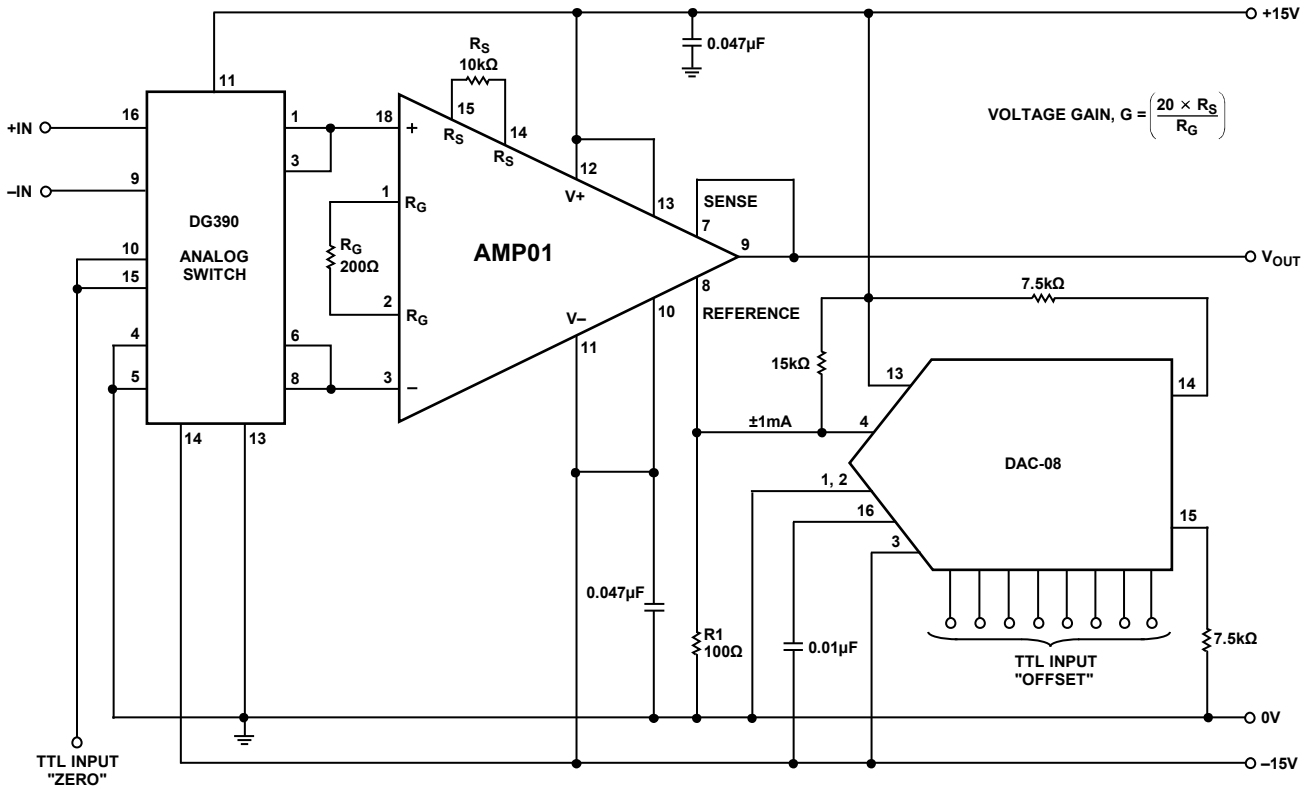 +15V
0.047µF
R_S
10kΩ
11
VOLTAGE GAIN, G = (20 × R_S / R_G)
+IN
16
1
18
+
15
R_S
14
R_S
3
12
V+
–IN
9
1
R_G
13
SENSE
7
DG390
ANALOG
SWITCH
R_G
200Ω
AMP01
9
V_OUT
10
15
2
R_G
8
REFERENCE
10
V–
11
7.5kΩ
15kΩ
4
5
6
8
3
–
13
14
14
13
±1mA
4
DAC-08
1, 2
16
3
15
0.047µF
R1
100Ω
0.01µF
7.5kΩ
TTL INPUT
"OFFSET"
0V
TTL INPUT
"ZERO"
–15V